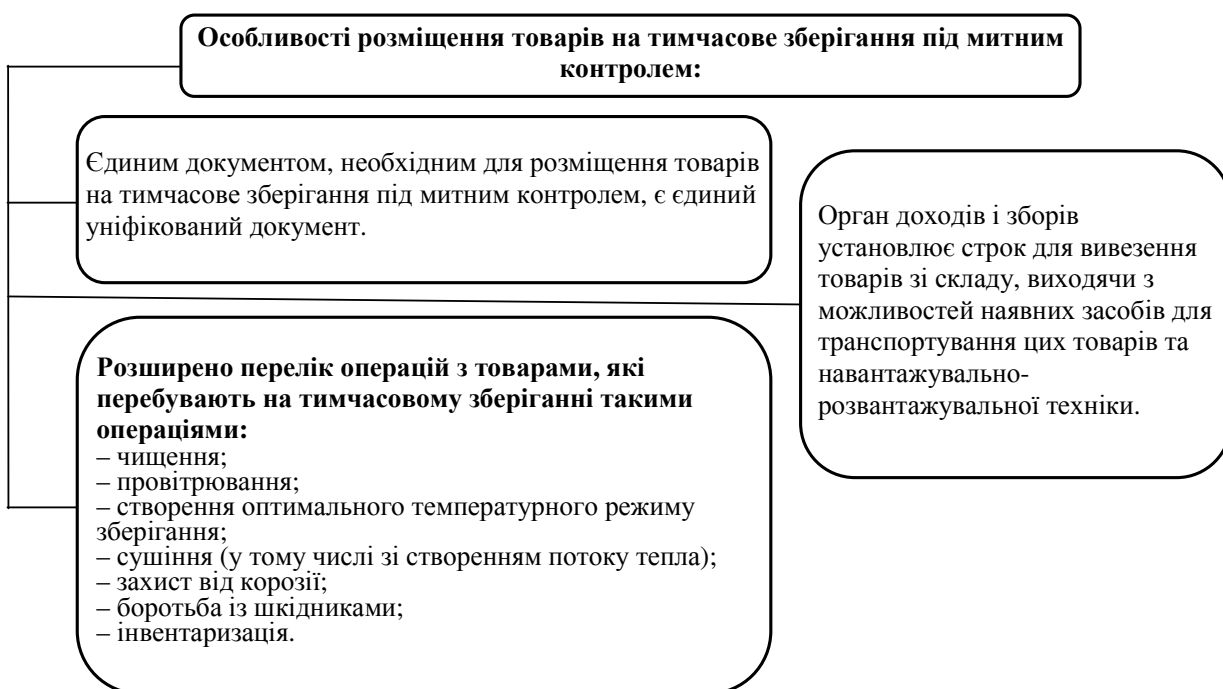 Особливості розміщення товарів на тимчасове зберігання під митним
контролем:
Єдиним документом, необхідним для розміщення товарів
на тимчасове зберігання під митним контролем, є єдиний
уніфікований документ.
Орган доходів і зборів
установлює строк для вивезення
товарів зі складу, виходячи з
можливостей наявних засобів для
транспортування цих товарів та
навантажувально-
розвантажувальної техніки.
Розширено перелік операцій з товарами, які
перебувають на тимчасовому зберіганні такими
операціями:
– чищення;
– провітрювання;
– створення оптимального температурного режиму
зберігання;
– сушіння (у тому числі зі створенням потоку тепла);
– захист від корозії;
– боротьба із шкідниками;
– інвентаризація.